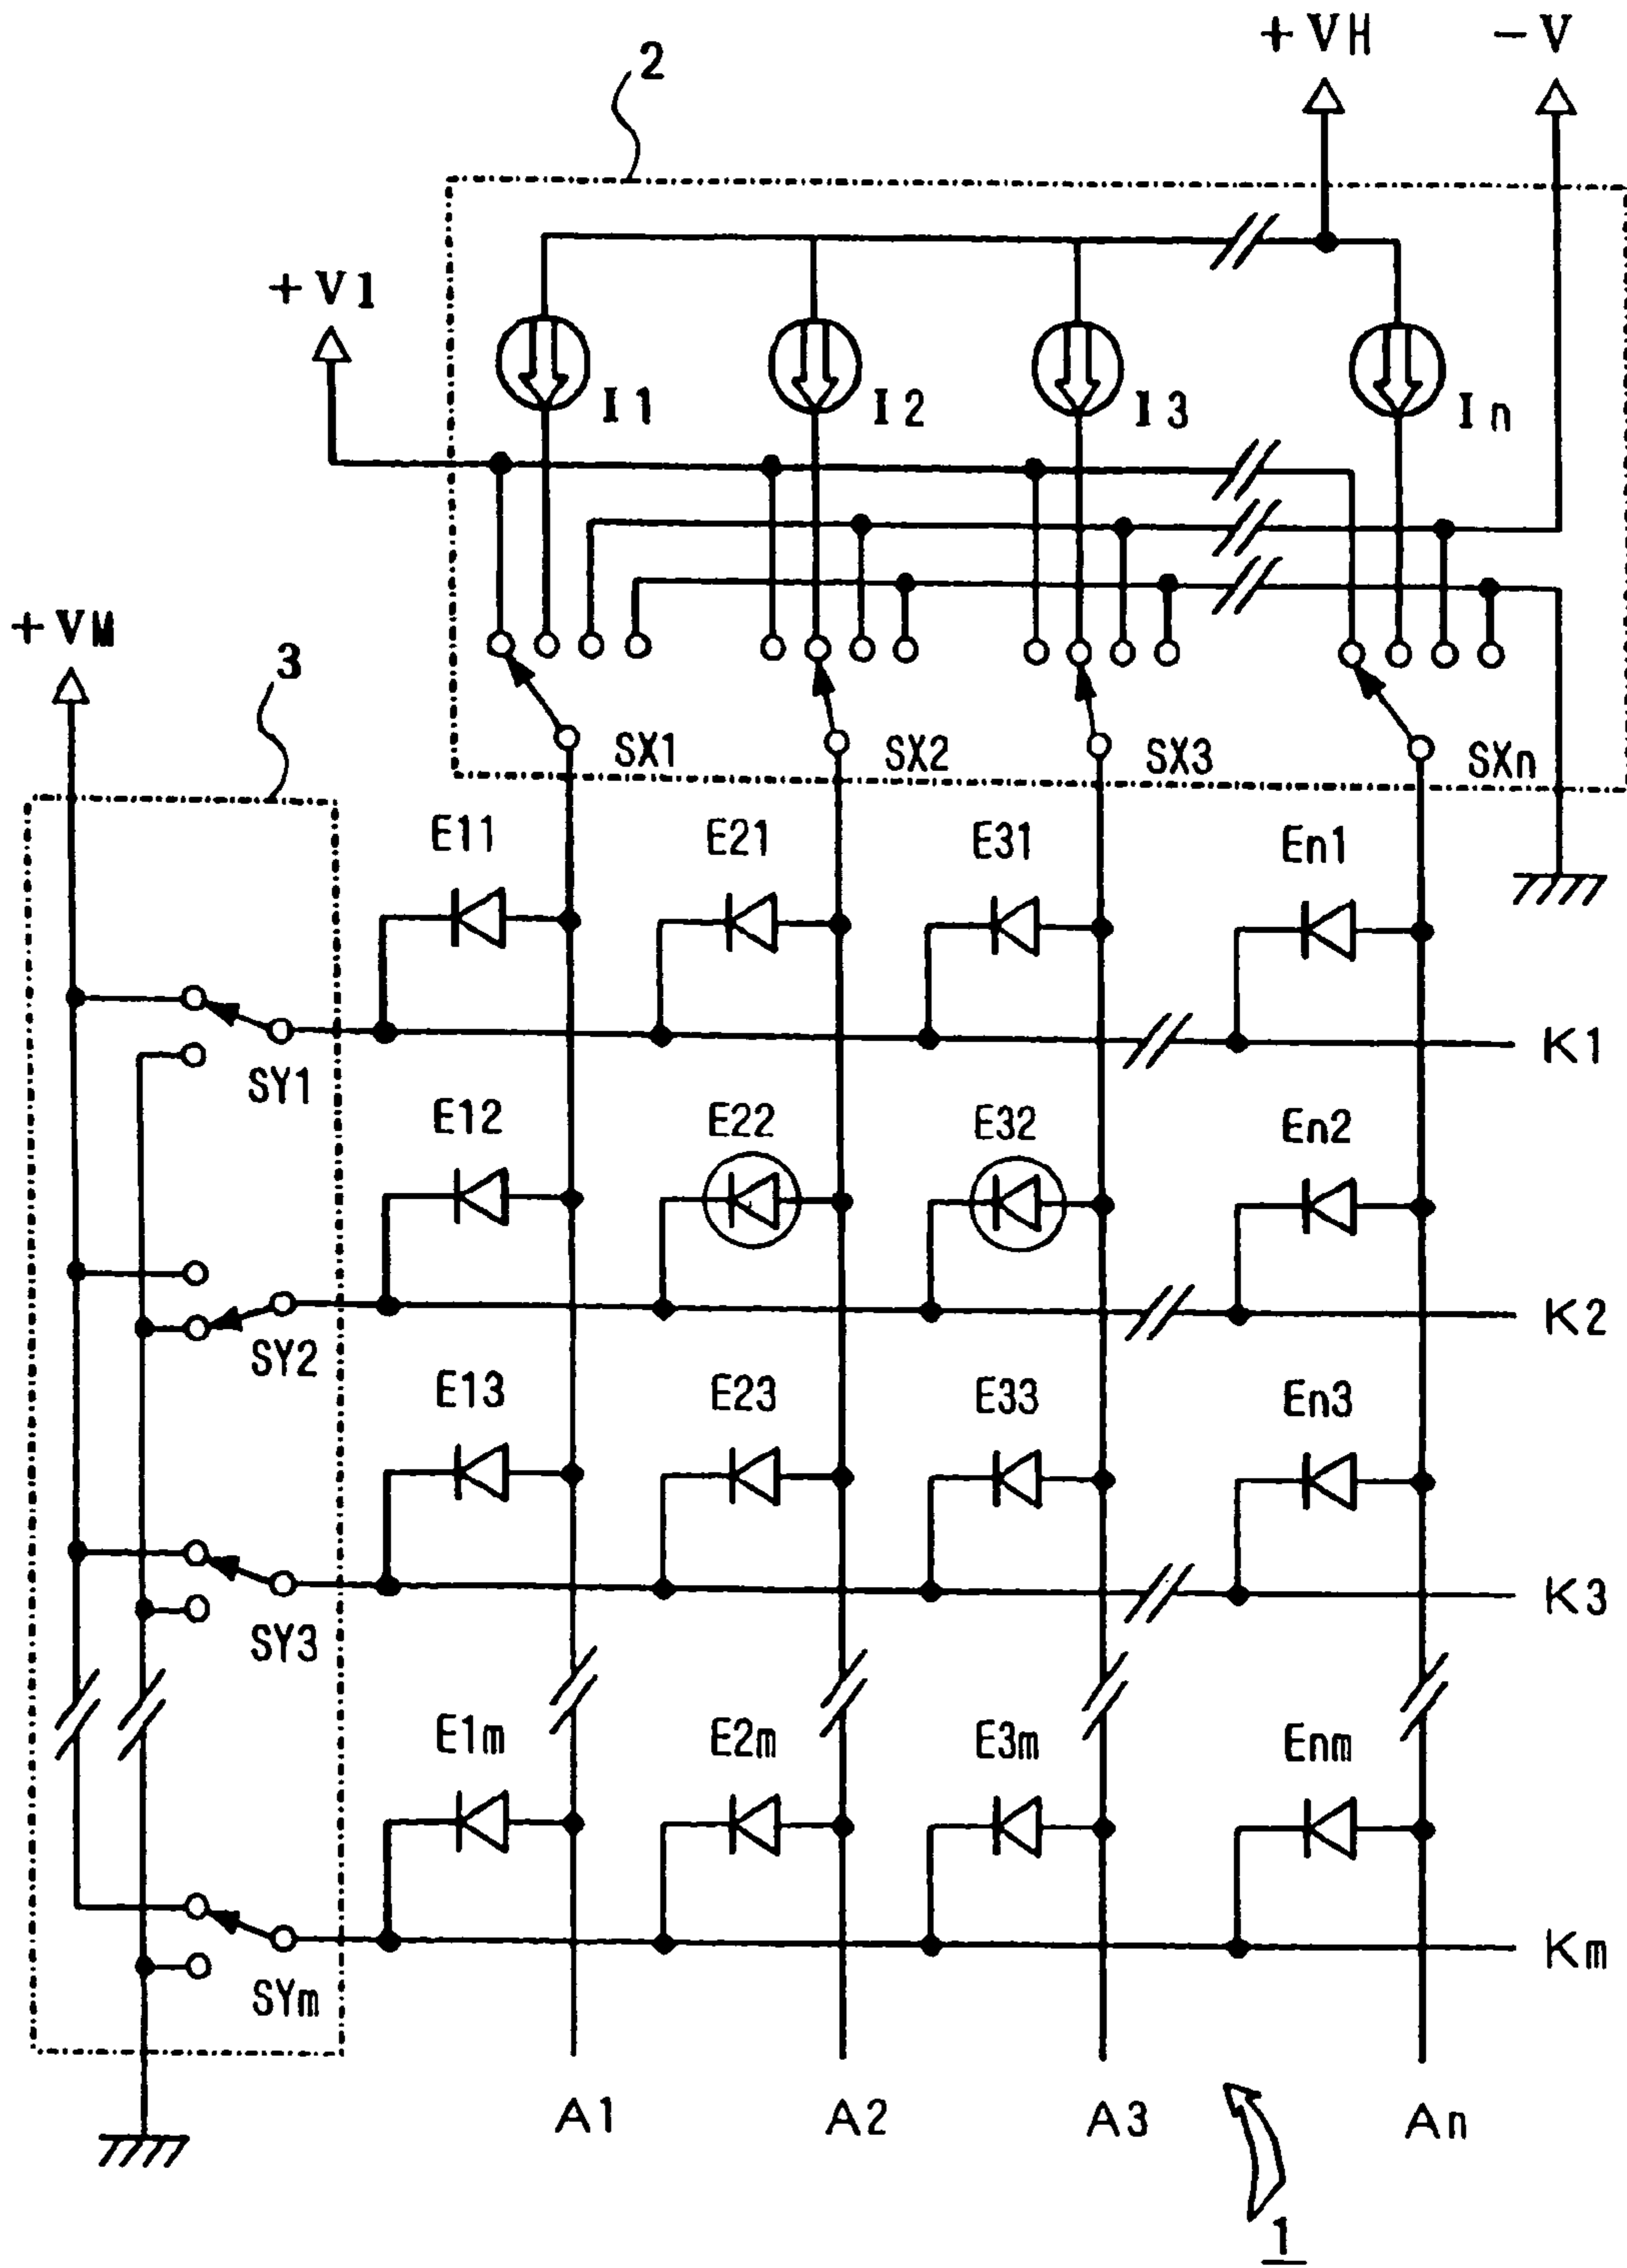 +VH -V
2
+V1
I1 I2 I3 In
+VM
3
SX1 SX2 SX3 SXn
E11 E21 E31 En1
SY1
K1
E12 E22 E32 En2
SY2
K2
E13 E23 E33 En3
SY3
K3
E1m E2m E3m Enm
SYm
Km
A1 A2 A3 An
1